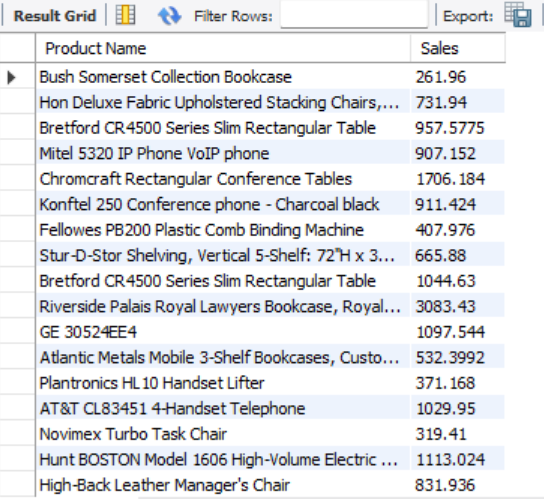 Result Grid Filter Rows: Export:
Product Name Sales
Bush Somerset Collection Bookcase 261.96
Hon Deluxe Fabric Upholstered Stacking Chairs,... 731.94
Bretford CR4500 Series Slim Rectangular Table 957.5775
Mitel 5320 IP Phone VoIP phone 907.152
Chromcraft Rectangular Conference Tables 1706.184
Konftel 250 Conference phone - Charcoal black 911.424
Fellowes PB200 Plastic Comb Binding Machine 407.976
Stur-D-Stor Shelving, Vertical 5-Shelf: 72"H x 3... 665.88
Bretford CR4500 Series Slim Rectangular Table 1044.63
Riverside Palais Royal Lawyers Bookcase, Royal... 3083.43
GE 30524EE4 1097.544
Atlantic Metals Mobile 3-Shelf Bookcases, Custo... 532.3992
Plantronics HL10 Handset Lifter 371.168
AT&T CL83451 4-Handset Telephone 1029.95
Novimex Turbo Task Chair 319.41
Hunt BOSTON Model 1606 High-Volume Electric ... 1113.024
High-Back Leather Manager's Chair 831.936